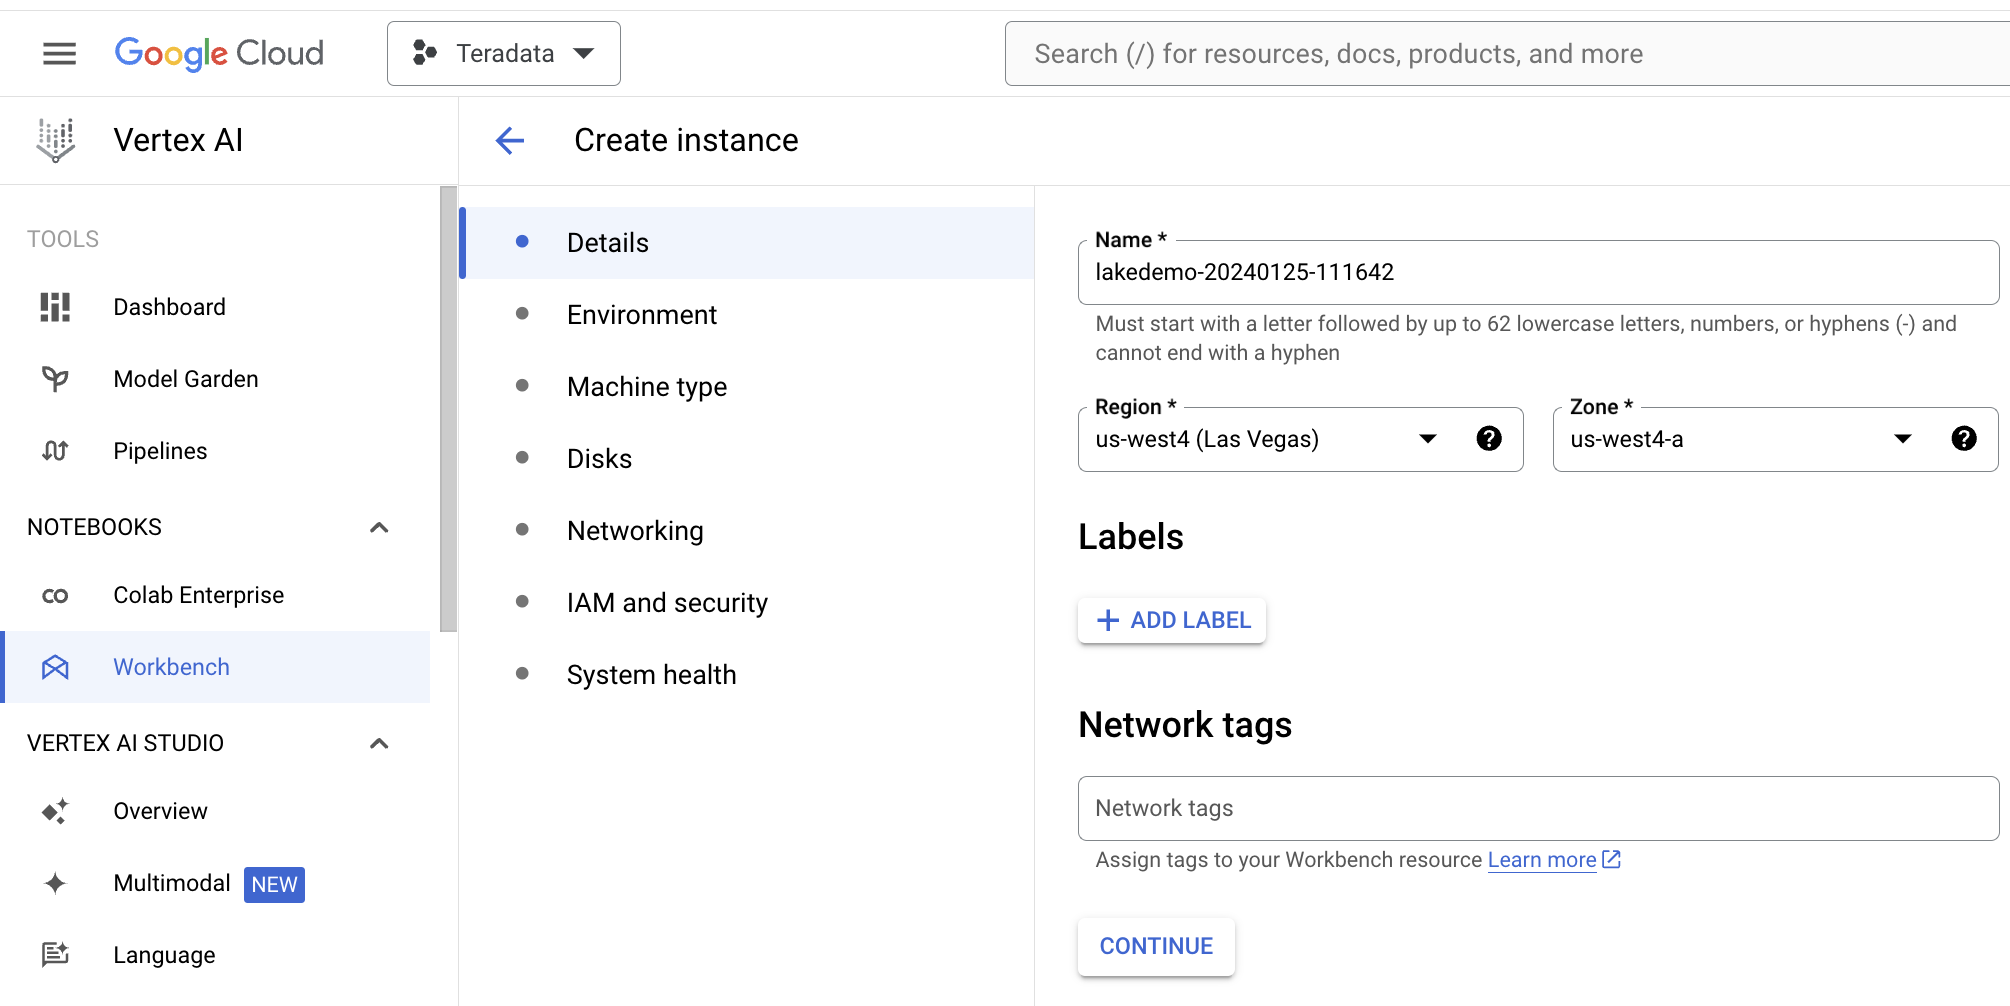 Google Cloud
Teradata
Search (/) for resources, docs, products, and more
Vertex AI
Create instance
TOOLS
Dashboard
Model Garden
Pipelines
NOTEBOOKS
Colab Enterprise
Workbench
VERTEX AI STUDIO
Overview
Multimodal NEW
Language
Details
Environment
Machine type
Disks
Networking
IAM and security
System health
Name *
lakedemo-20240125-111642
Must start with a letter followed by up to 62 lowercase letters, numbers, or hyphens (-) and
cannot end with a hyphen
Region *
us-west4 (Las Vegas)
Zone *
us-west4-a
Labels
+ ADD LABEL
Network tags
Network tags
Assign tags to your Workbench resource Learn more
CONTINUE